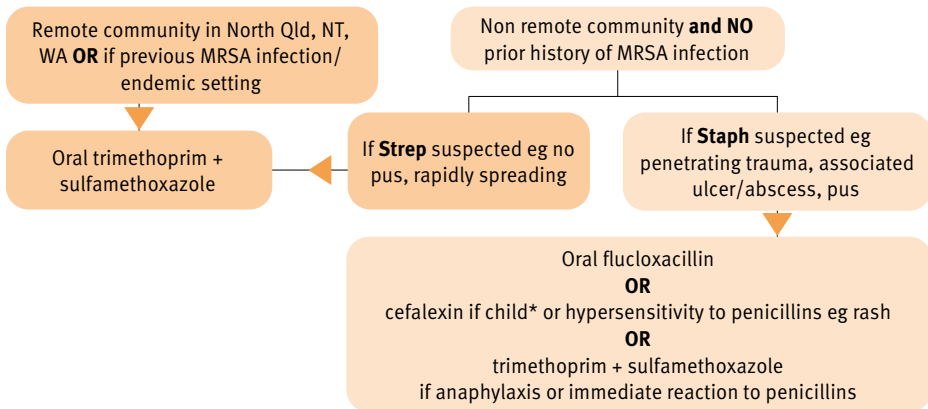 Remote community in North Qld, NT,
WA OR if previous MRSA infection/
endemic setting
Non remote community and NO
prior history of MRSA infection
Oral trimethoprim +
sulfamethoxazole
If Strep suspected eg no
pus, rapidly spreading
If Staph suspected eg
penetrating trauma, associated
ulcer/abscess, pus
Oral flucloxacillin
OR
cefalexin if child* or hypersensitivity to penicillins eg rash
OR
trimethoprim + sulfamethoxazole
if anaphylaxis or immediate reaction to penicillins